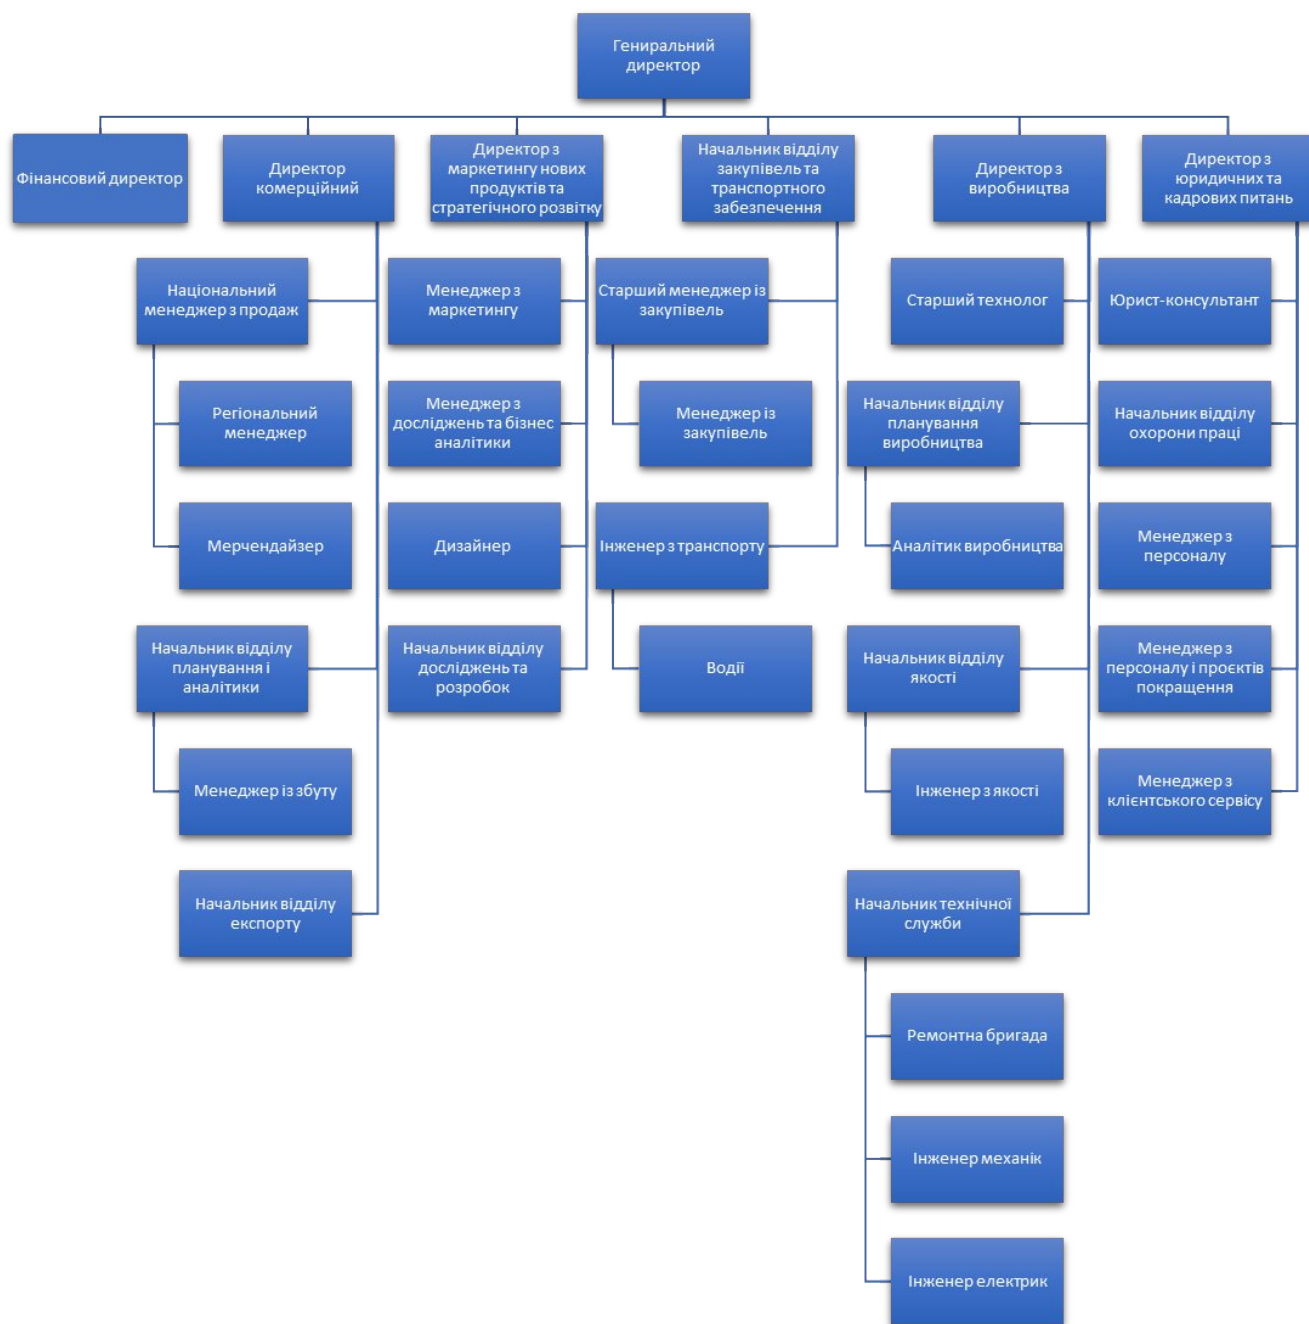 Гениральний
директор
Фінансовий директор
Директор
комерційний
Директор з
маркетингу нових
продуктів та
стратегічного розвітку
Начальник відділу
закупівель та
транспортного
забезпечення
Директор з
виробництва
Директор з
юридичних та
кадрових питань
Національний
менеджер з продаж
Регіональний
менеджер
Мерчендайзер
Начальник відділу
планування і
аналітики
Менеджер із збуту
Начальник відділу
експорту
Менеджер з
маркетингу
Менеджер з
досліджень та бізнес
аналітики
Дизайнер
Начальник відділу
досліджень та
розробок
Старший менеджер із
закупівель
Менеджер із
закупівель
Інженер з транспорту
Водії
Старший технолог
Начальник відділу
планування
виробництва
Аналітик виробництва
Начальник відділу
якості
Інженер з якості
Начальник технічної
служби
Ремонтна бригада
Інженер механік
Інженер електрик
Юрист-консультант
Начальник відділу
охорони праці
Менеджер з
персоналу
Менеджер з
персоналу і проєктів
покращення
Менеджер з
клієнтського сервісу